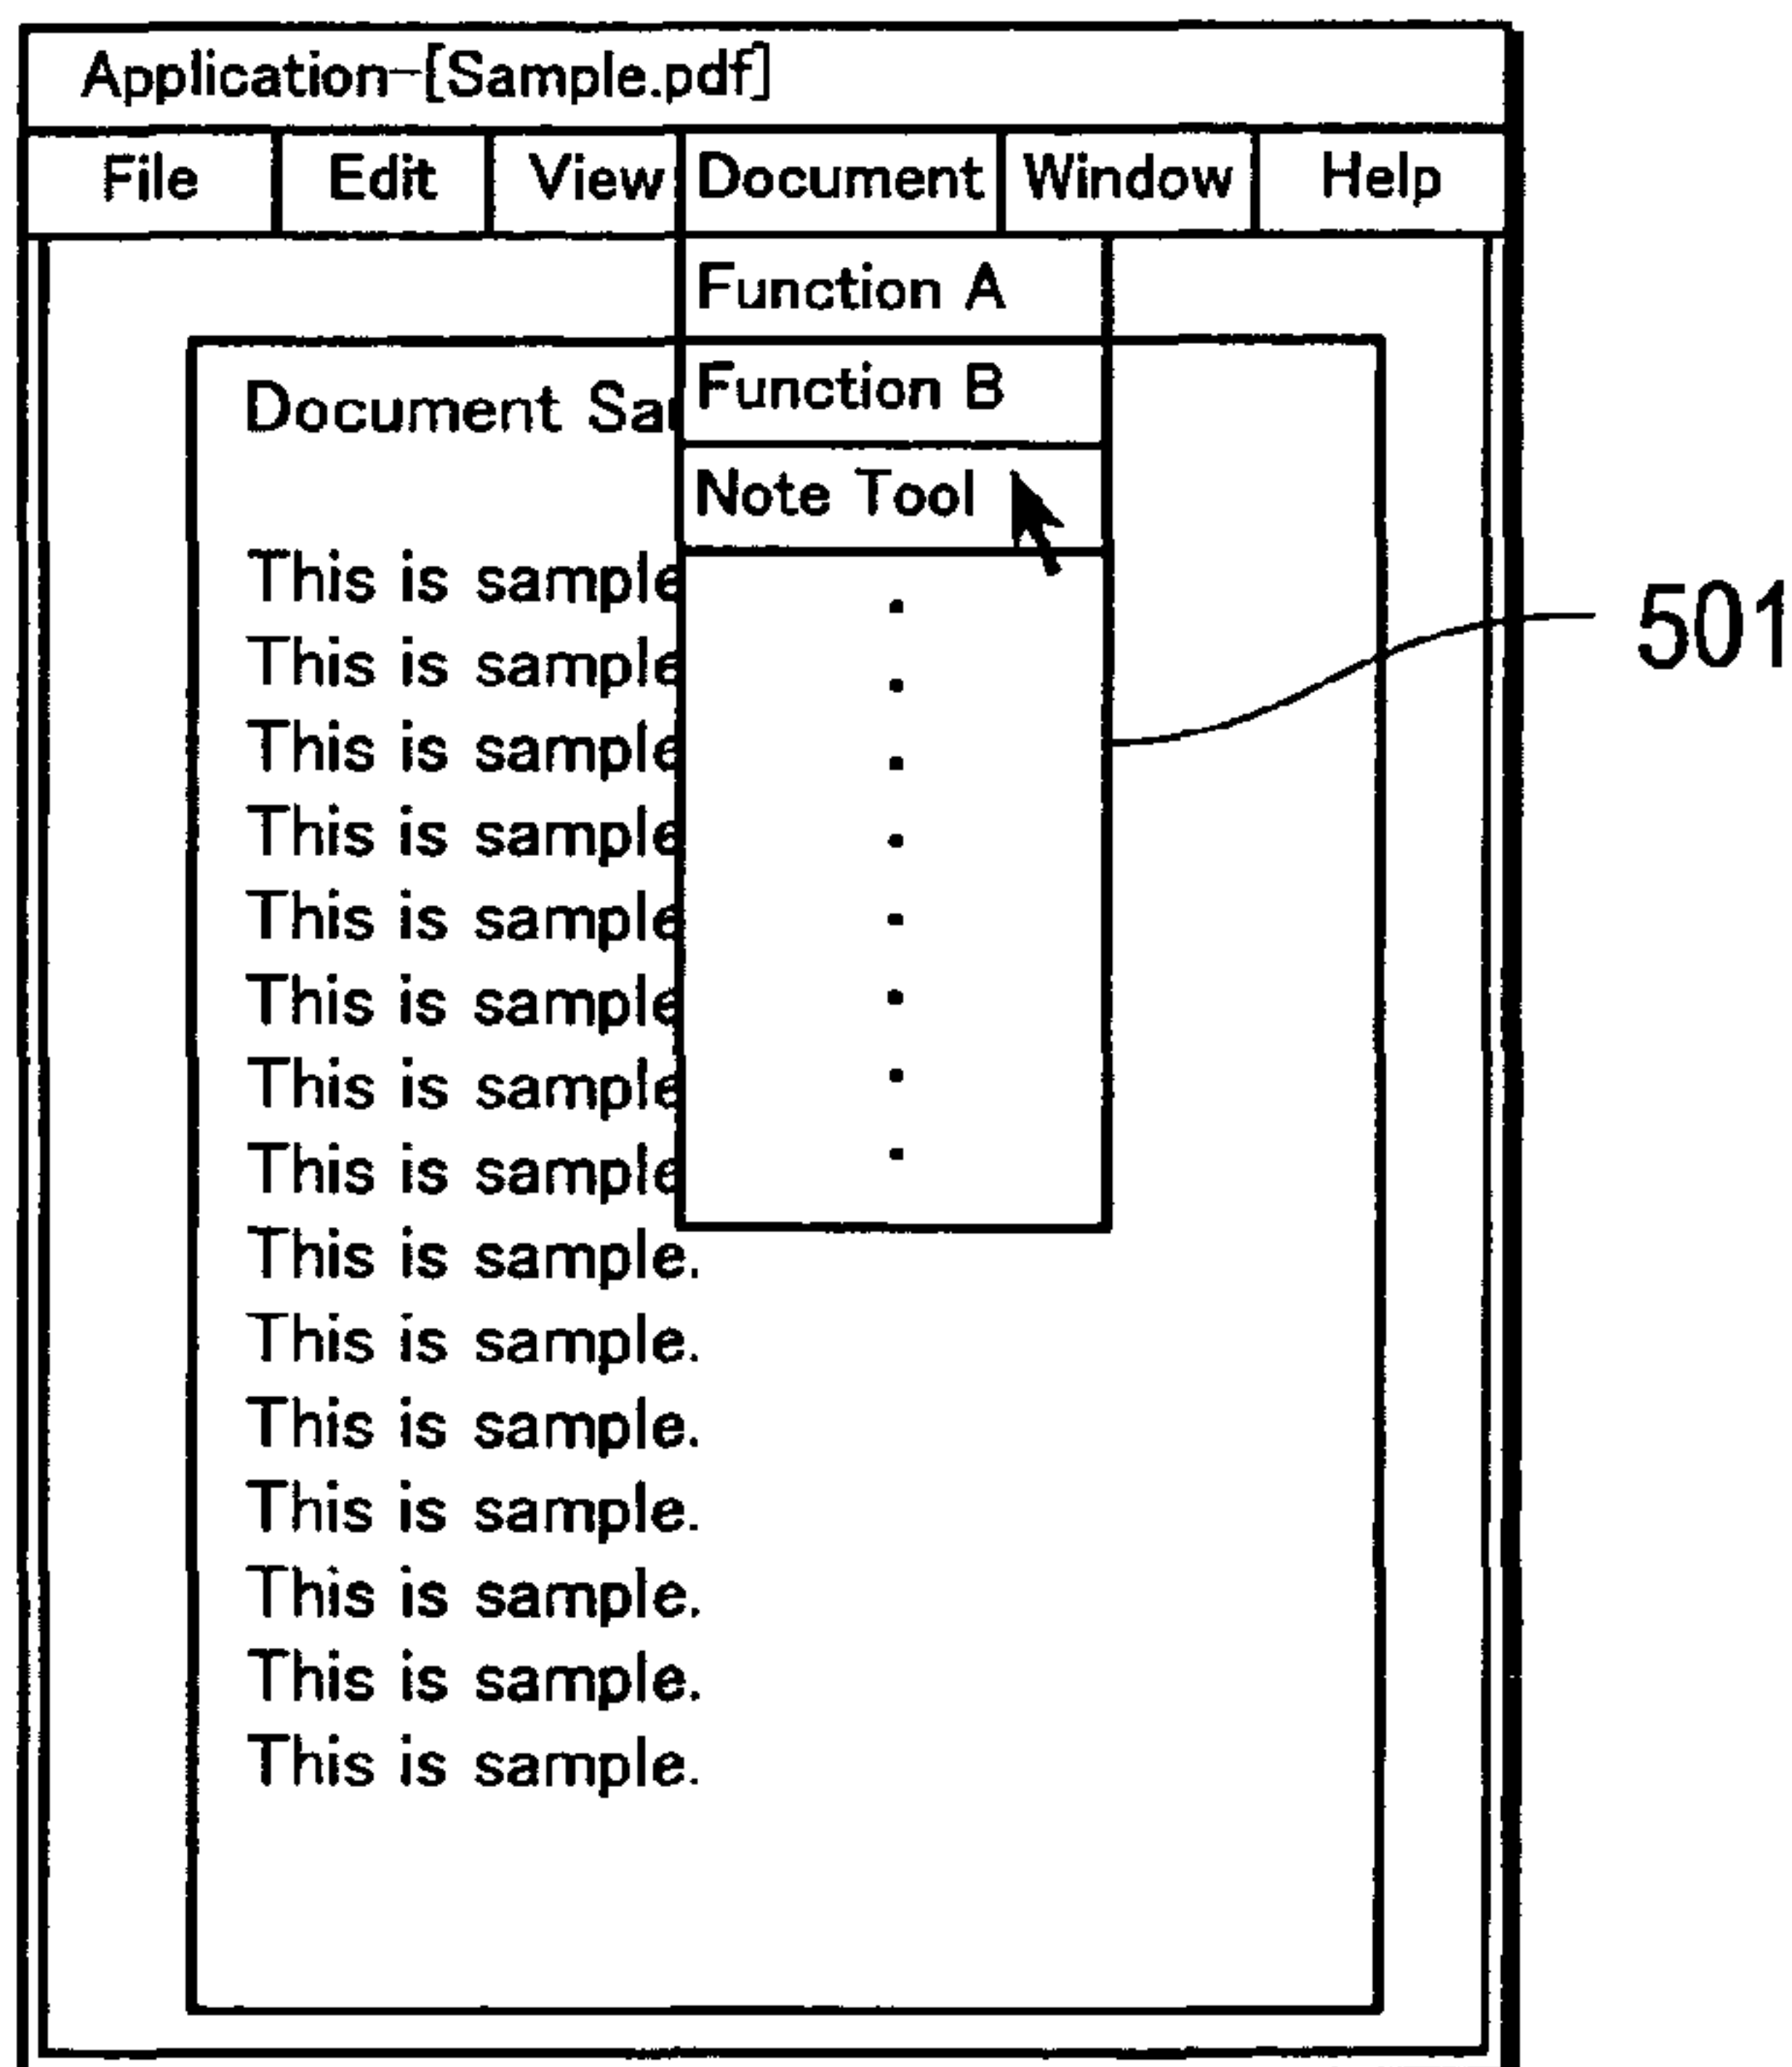 Application-[Sample.pdf]
File Edit View Document Window Help
Function A
Function B
Note Tool
Document Sa
This is sample
This is sample
This is sample
This is sample
This is sample
This is sample
This is sample
This is sample
This is sample.
This is sample.
This is sample.
This is sample.
This is sample.
This is sample.
This is sample.
501